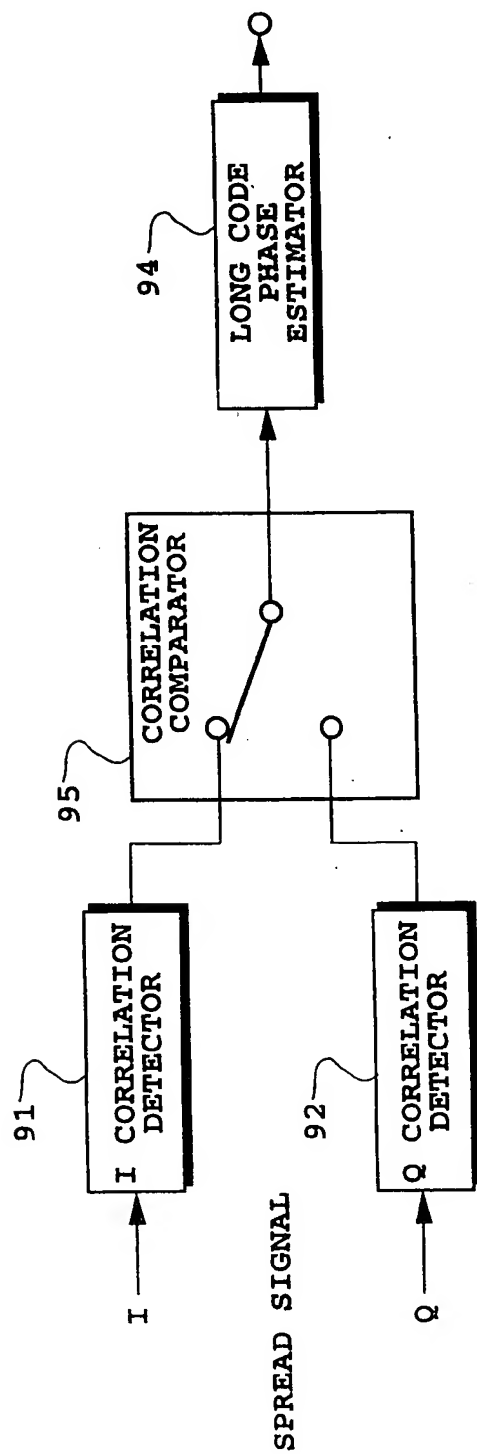 91
I CORRELATION
DETECTOR
I
SPREAD SIGNAL
92
Q CORRELATION
DETECTOR
Q
95
CORRELATION
COMPARATOR
94
LONG CODE
PHASE
ESTIMATOR